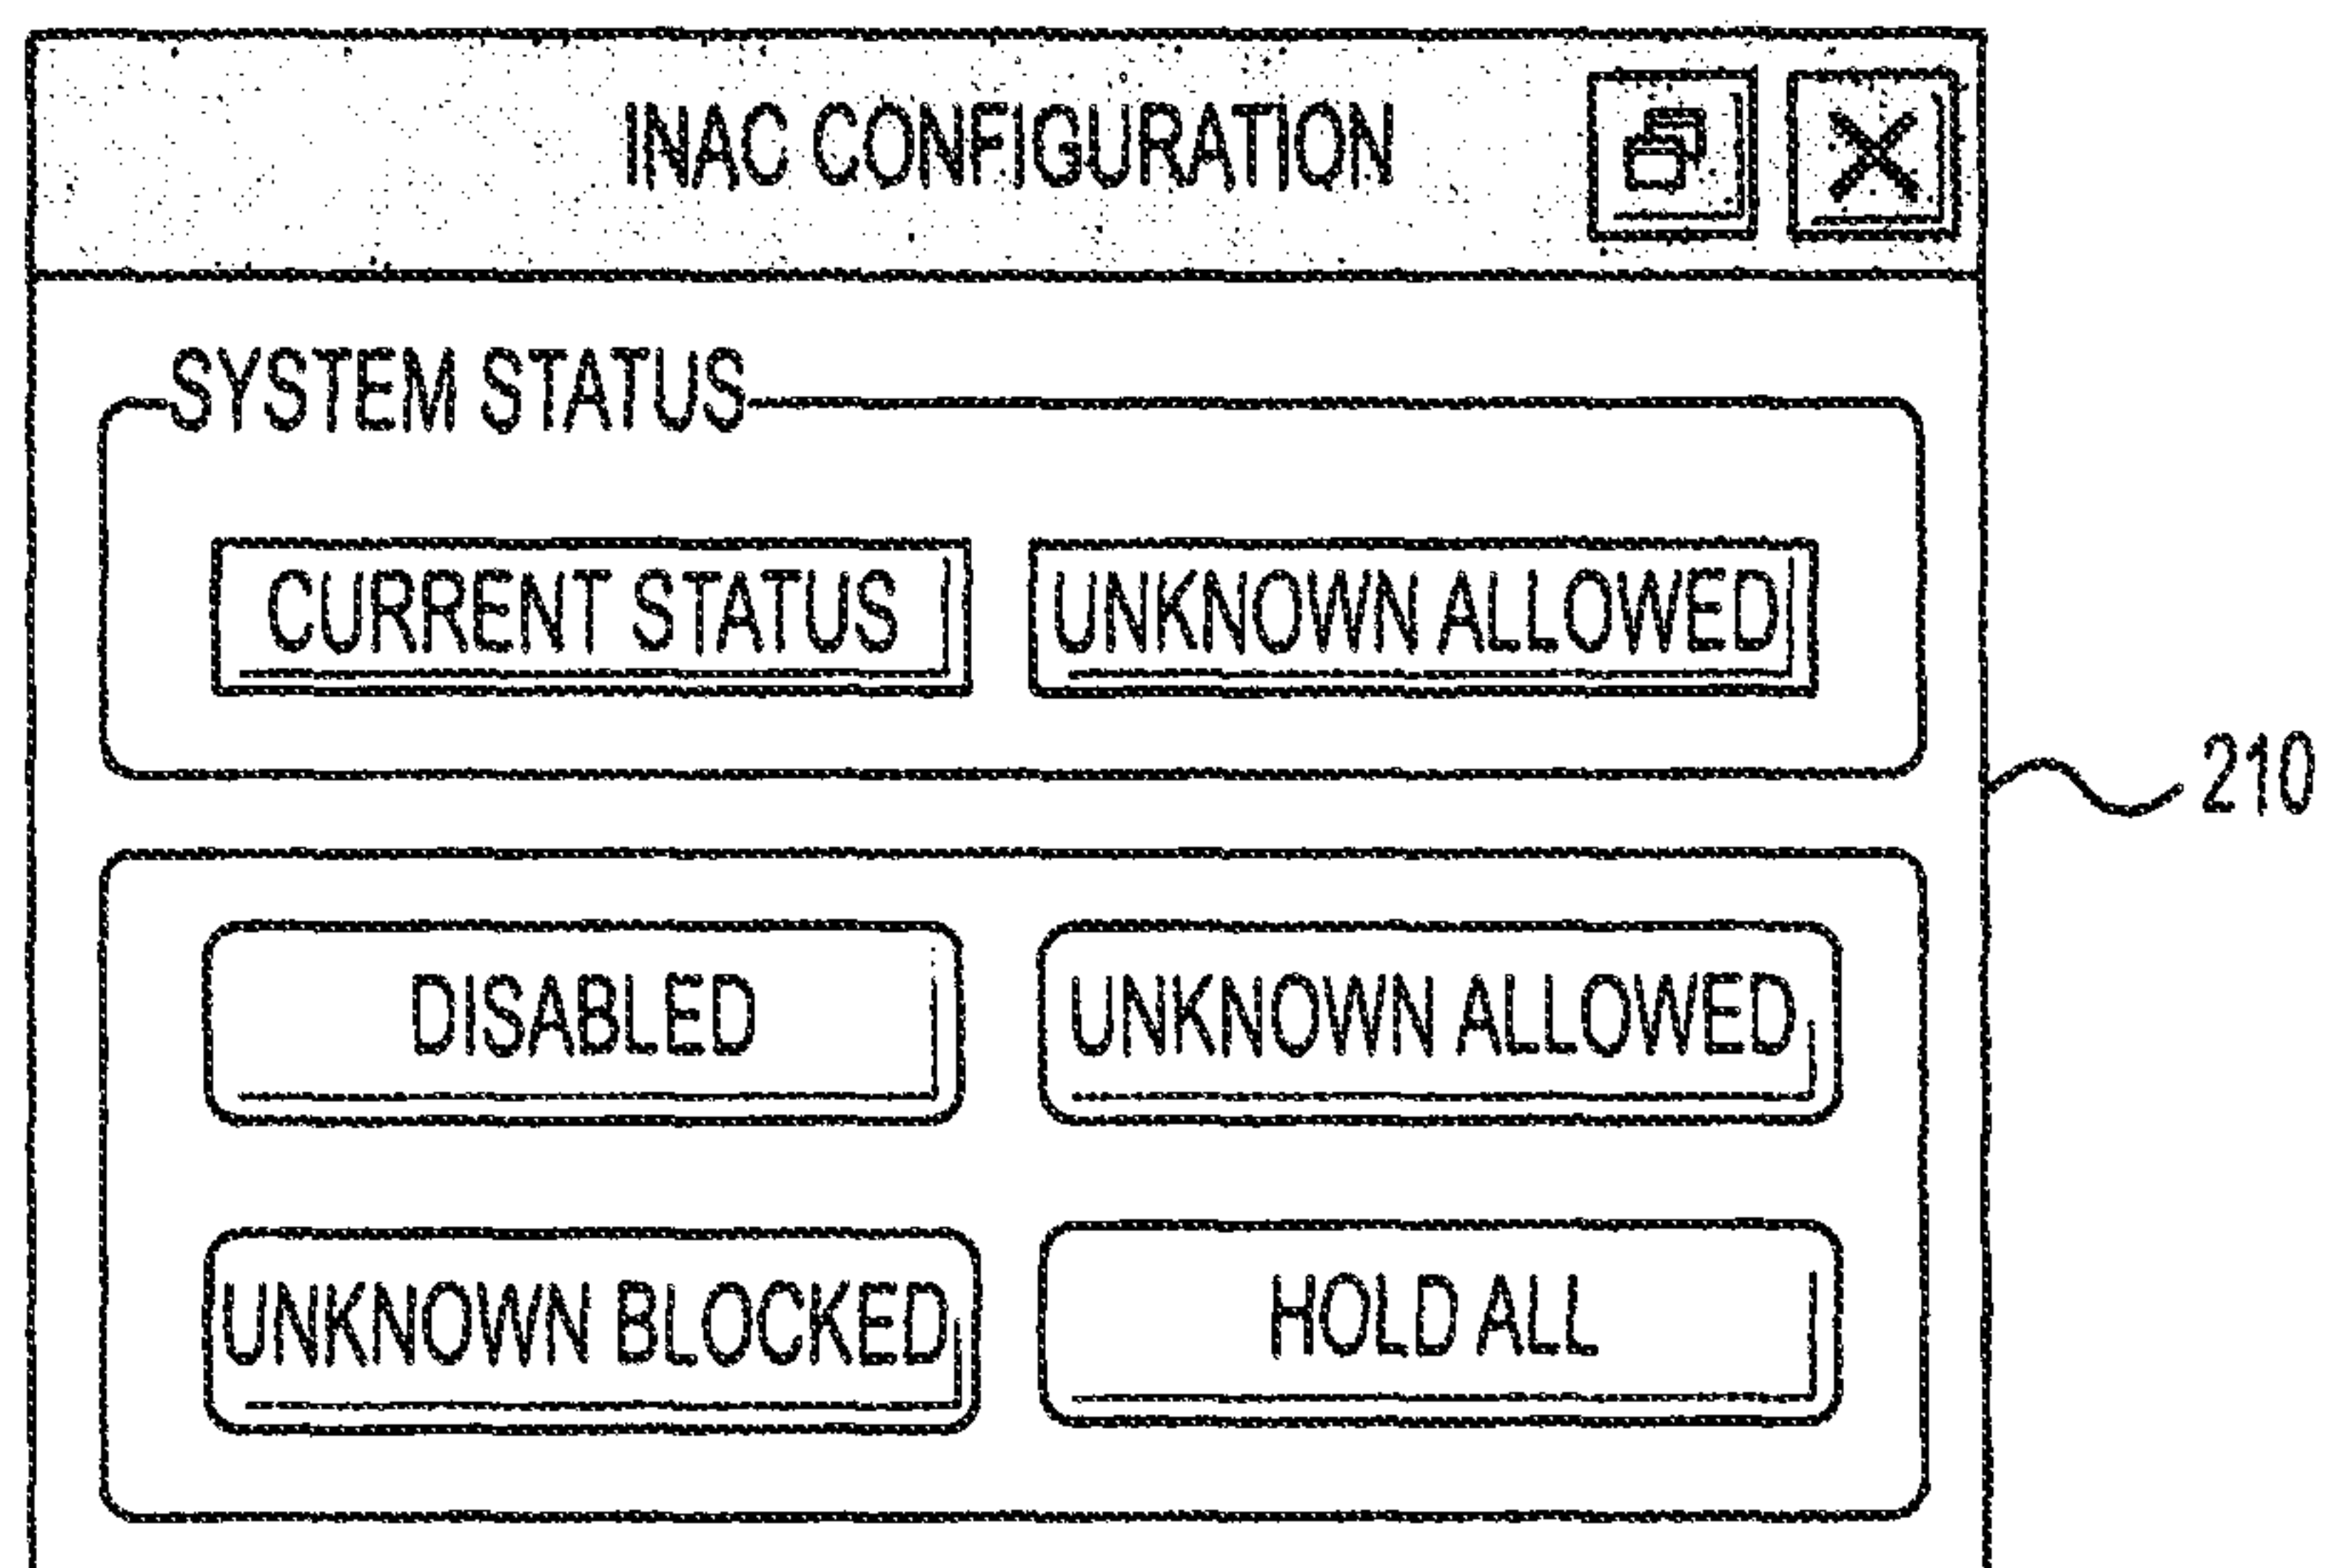 INAC CONFIGURATION
SYSTEM STATUS
CURRENT STATUS UNKNOWN ALLOWED
210
DISABLED UNKNOWN ALLOWED
UNKNOWN BLOCKED HOLD ALL